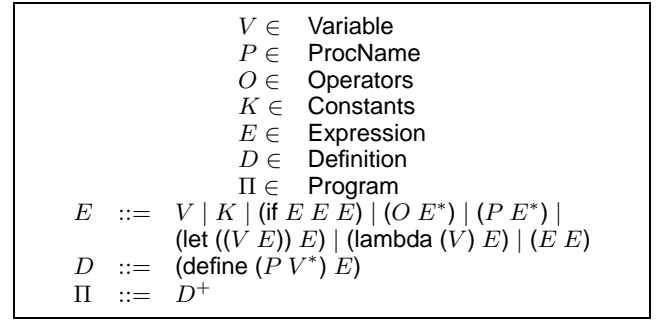 V ∈ Variable
P ∈ ProcName
O ∈ Operators
K ∈ Constants
E ∈ Expression
D ∈ Definition
Π ∈ Program
E ::= V | K | (if E E E) | (O E*) | (P E*) |
(let ((V E)) E) | (lambda (V) E) | (E E)
D ::= (define (P V*) E)
Π ::= D⁺